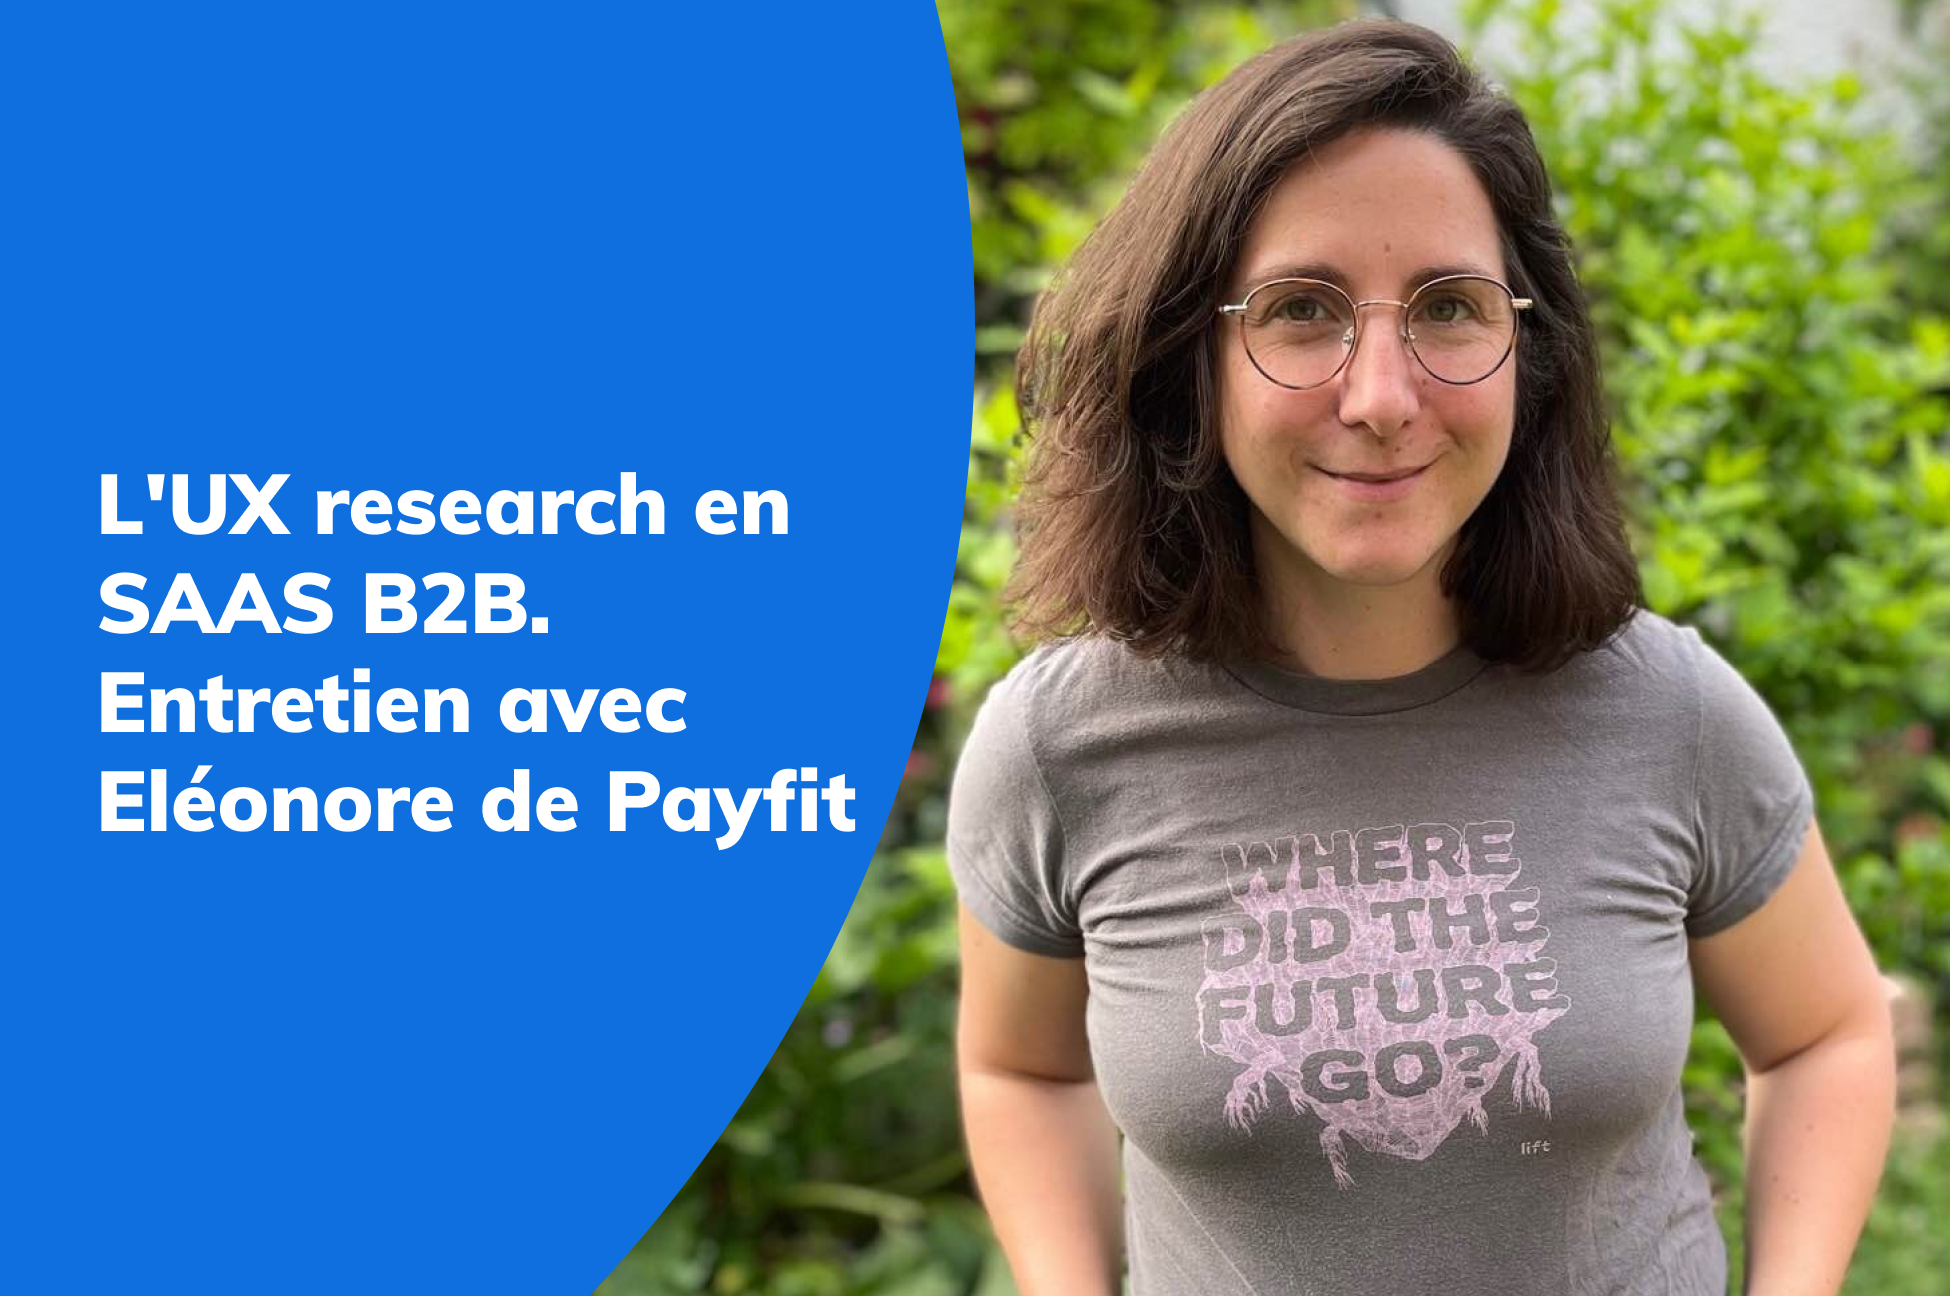 L'UX research en
SAAS B2B.
Entretien avec
Eléonore de Payfit
WHERE
DID THE
FUTURE
GO?
lift